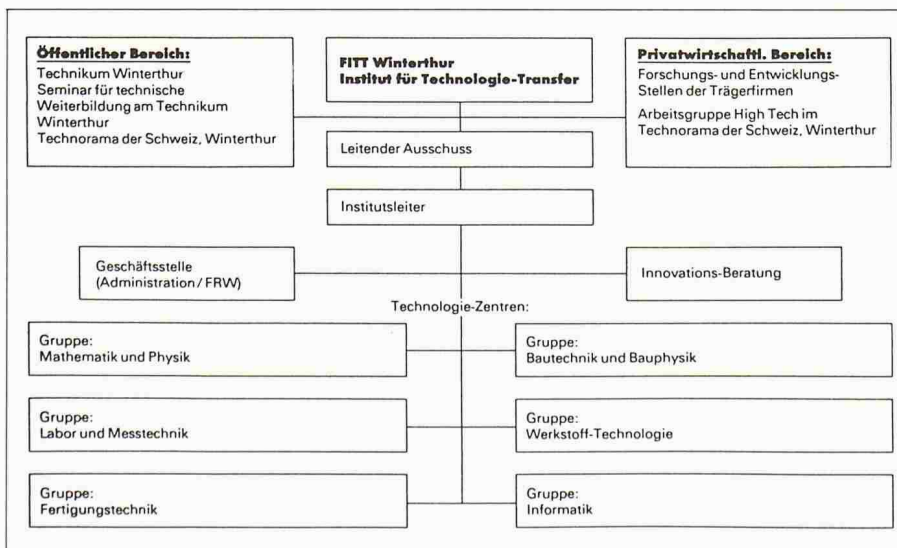 Öffentlicher Bereich:
Technikum Winterthur
Seminar für technische
Weiterbildung am Technikum
Winterthur
Technorama der Schweiz, Winterthur
FITT Winterthur
Institut für Technologie-Transfer
Privatwirtschaftl. Bereich:
Forschungs- und Entwicklungs-
Stellen der Trägerfirmen
Arbeitsgruppe High Tech im
Technorama der Schweiz, Winterthur
Leitender Ausschuss
Institutsleiter
Geschäftsstelle
(Administration / FRW)
Innovations-Beratung
Technologie-Zentren:
Gruppe:
Mathematik und Physik
Gruppe:
Bautechnik und Bauphysik
Gruppe:
Labor und Messtechnik
Gruppe:
Werkstoff-Technologie
Gruppe:
Fertigungstechnik
Gruppe:
Informatik